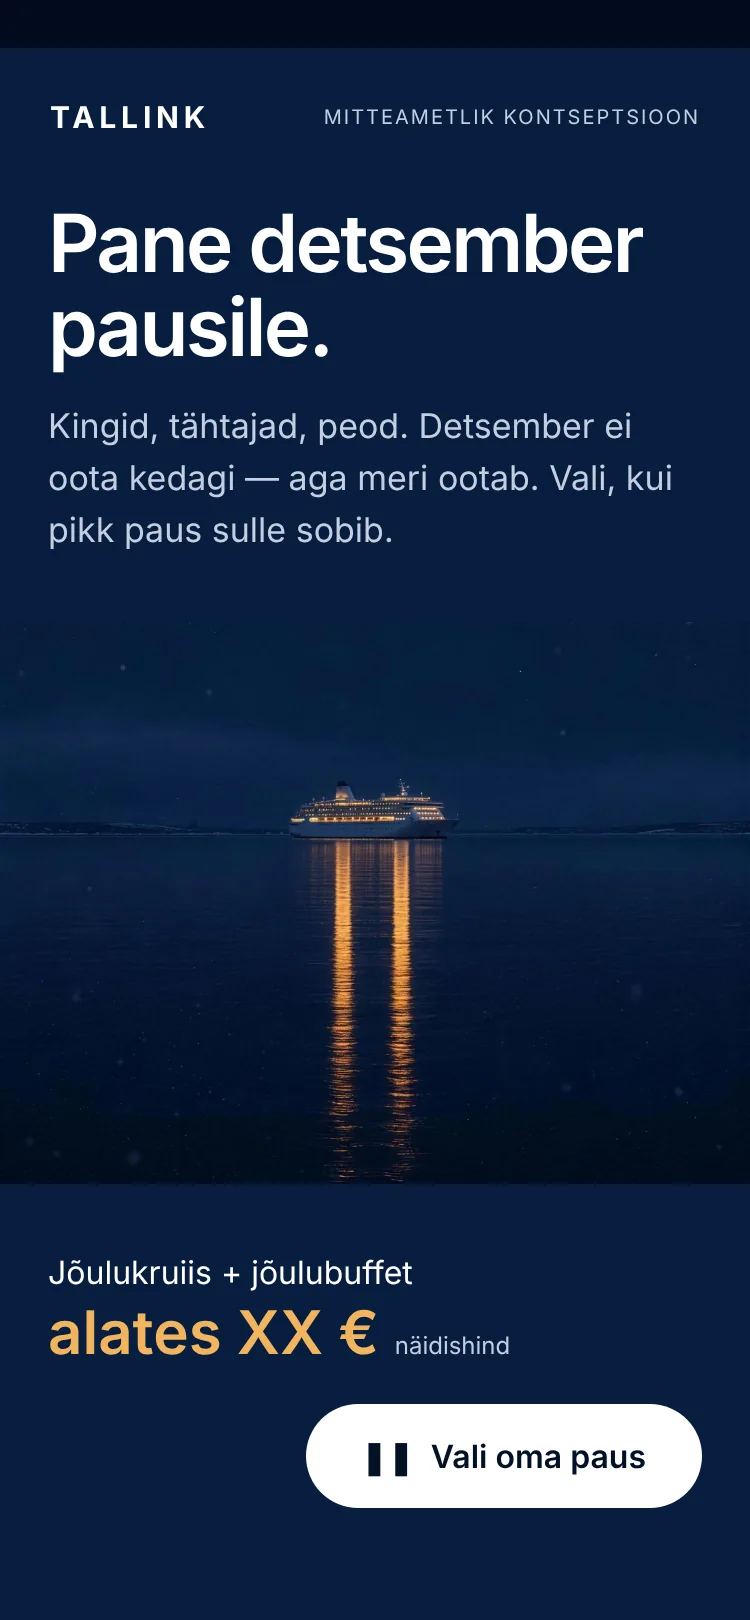 TALLINK
MITTEAMETLIK KONTSEPTSIOON
Pane detsember
pausile.
Kingid, tähtajad, peod. Detsember ei
oota kedagi — aga meri ootab. Vali, kui
pikk paus sulle sobib.
Jõulukruiis + jõulubuffet
alates XX € näidishind
Vali oma paus